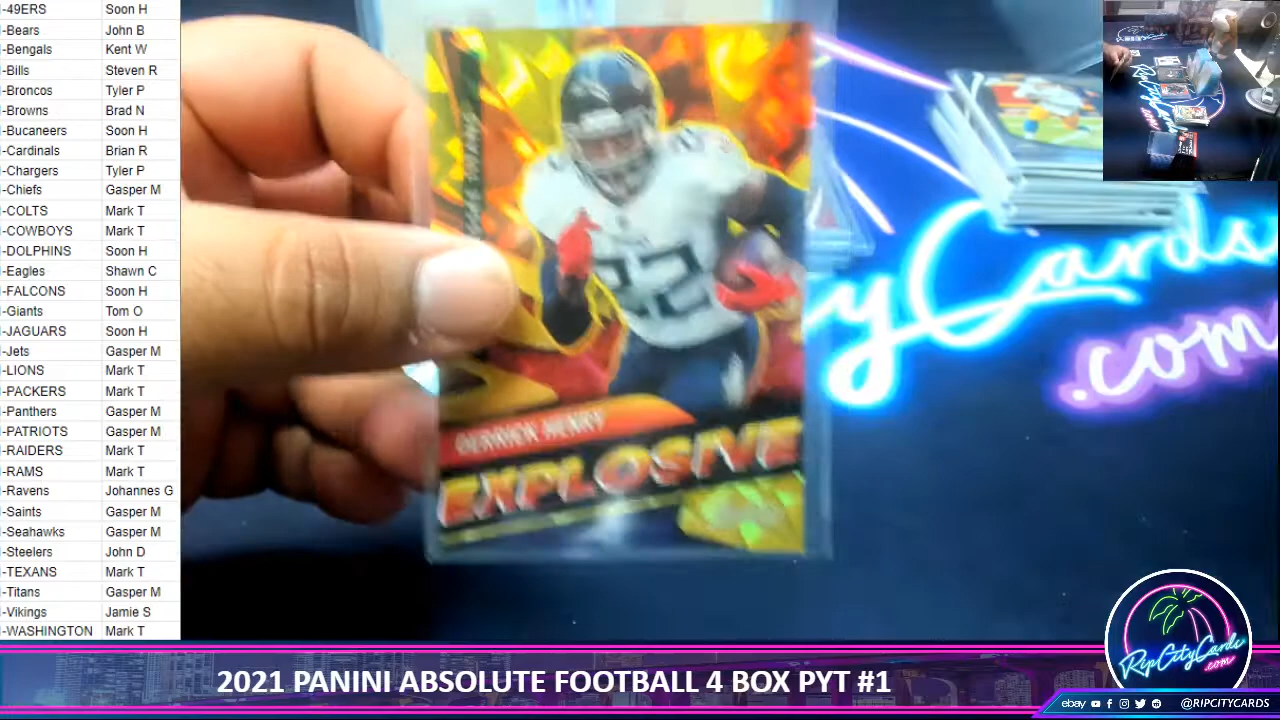 -49ERS Soon H
-Bears John B
-Bengals Kent W
-Bills Steven R
-Broncos Tyler P
-Browns Brad N
-Bucaneers Soon H
-Cardinals Brian R
-Chargers Tyler P
-Chiefs Gasper M
-COLTS Mark T
-COWBOYS Mark T
-DOLPHINS Soon H
-Eagles Shawn C
-FALCONS Soon H
-Giants Tom O
-JAGUARS Soon H
-Jets Gasper M
-LIONS Mark T
-PACKERS Mark T
-Panthers Gasper M
-PATRIOTS Gasper M
-RAIDERS Mark T
-RAMS Mark T
-Ravens Johannes G
-Saints Gasper M
-Seahawks Gasper M
-Steelers John D
-TEXANS Mark T
-Titans Gasper M
-Vikings Jamie S
-WASHINGTON Mark T
22
DERRICK HENRY
EXPLOSIVE
yCards
.com
RipCityCards
.com
2021 PANINI ABSOLUTE FOOTBALL 4 BOX PYT #1
ebay @RIPCITYCARDS